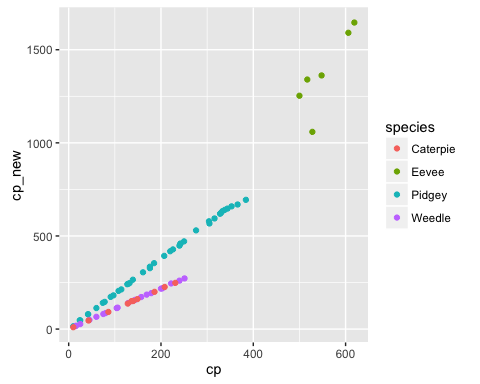 1500
1000
500
0
cp_new
0
200
400
600
cp
species
Caterpie
Eevee
Pidgey
Weedle